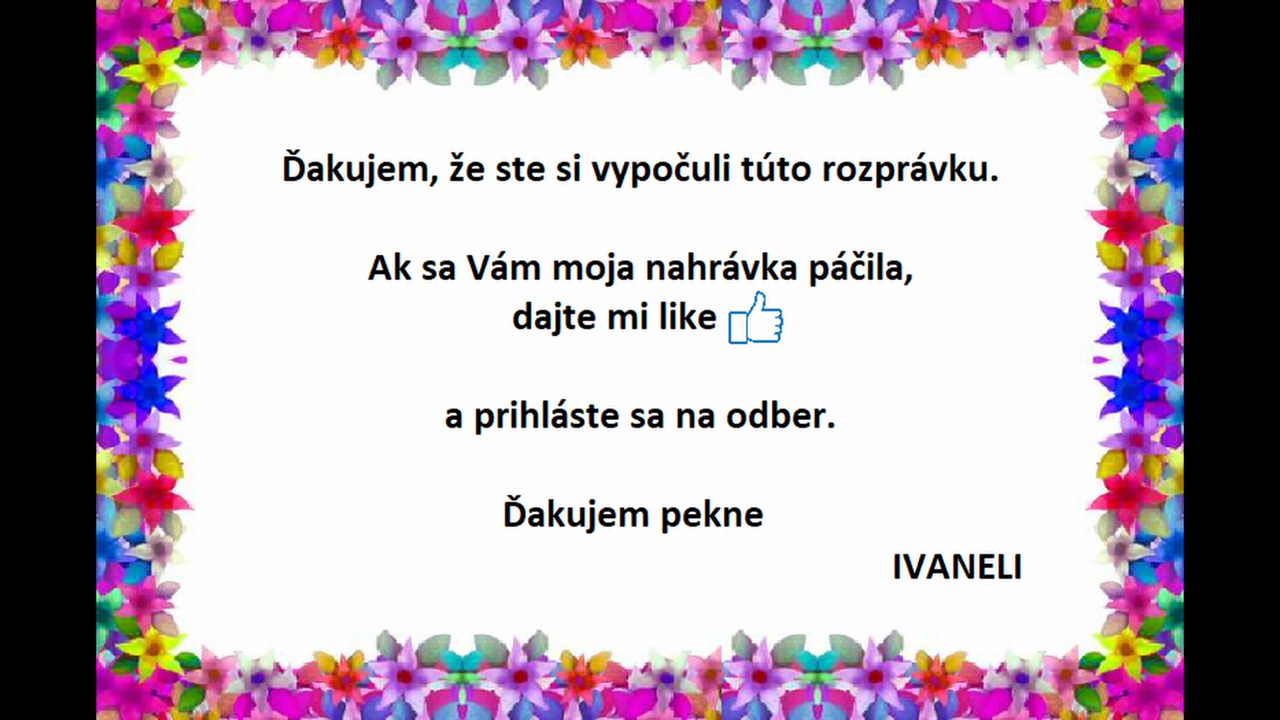 Ďakujem, že ste si vypočuli túto rozprávku.
Ak sa Vám moja nahrávka páčila,
dajte mi like
a prihláste sa na odber.
Ďakujem pekne
IVANELI